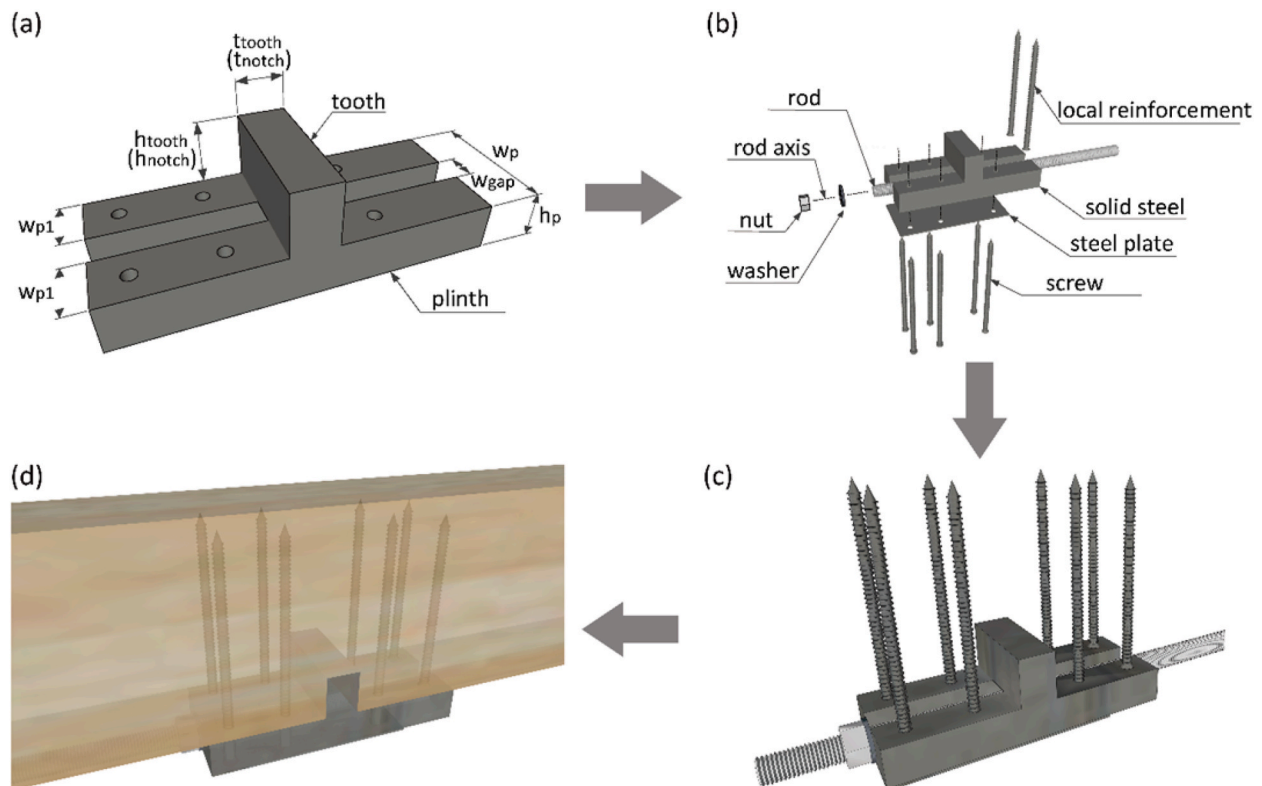 (a)
ttooth
(tnotch)
tooth
htooth
(hnotch)
wp
wgap
hp
wp1
wp1
plinth
(b)
rod
local reinforcement
rod axis
nut
solid steel
steel plate
washer
screw
(d)
(c)